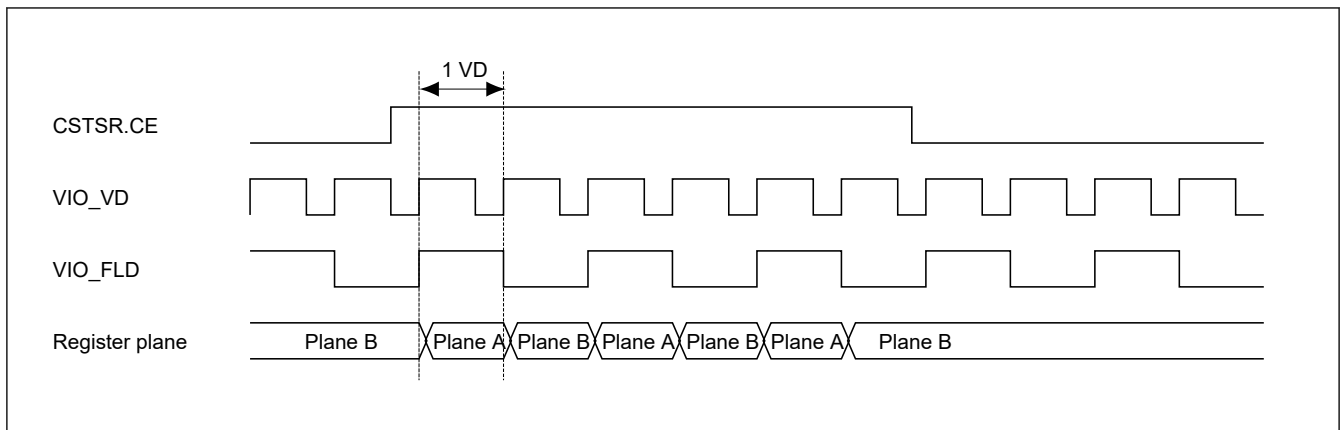 1 VD
CSTSR.CE
VIO_VD
VIO_FLD
Register plane Plane B Plane A Plane B Plane A Plane B Plane A Plane B